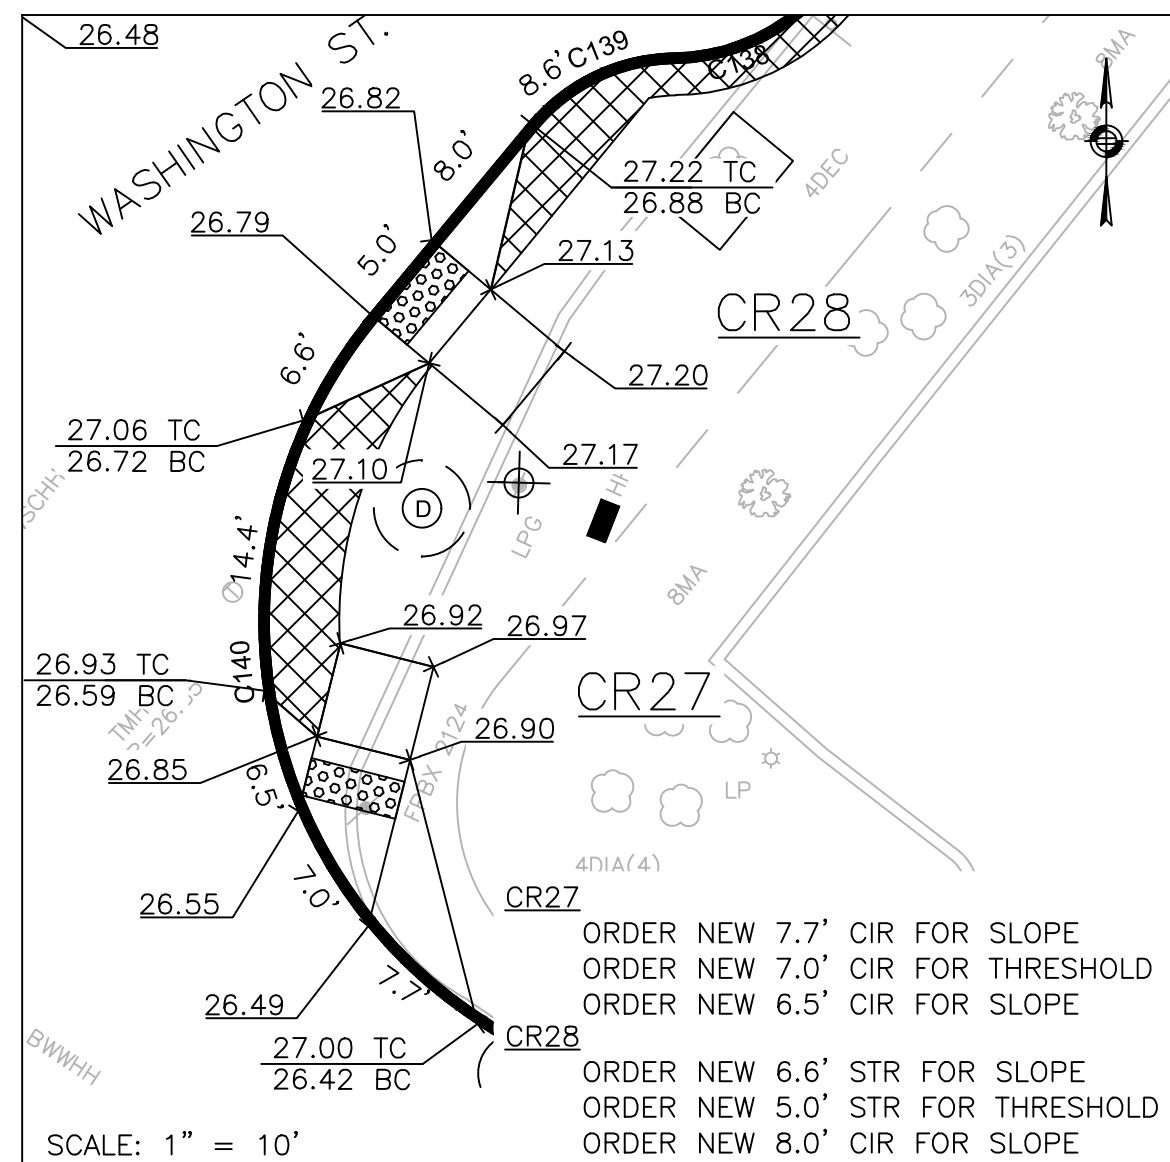 26.48
WASHINGTON ST.
8.6' C139
C138
8MA
26.82
8.0'
27.22 TC
26.88 BC
4DEC
26.79
5.0'
27.13
3DIA(3)
CR28
6.6'
27.20
27.06 TC
26.72 BC
27.10
27.17
D
HH
LPG
14.4'
8MA
26.92
26.97
C140
26.93 TC
26.59 BC
CR27
26.90
26.85
FPBX 2124
6.5'
LP
4DIA(4)
7.0'
26.55
CR27
ORDER NEW 7.7' CIR FOR SLOPE
ORDER NEW 7.0' CIR FOR THRESHOLD
ORDER NEW 6.5' CIR FOR SLOPE
7.7'
26.49
BWWHH
27.00 TC
26.42 BC
CR28
ORDER NEW 6.6' STR FOR SLOPE
ORDER NEW 5.0' STR FOR THRESHOLD
ORDER NEW 8.0' CIR FOR SLOPE
SCALE: 1" = 10'